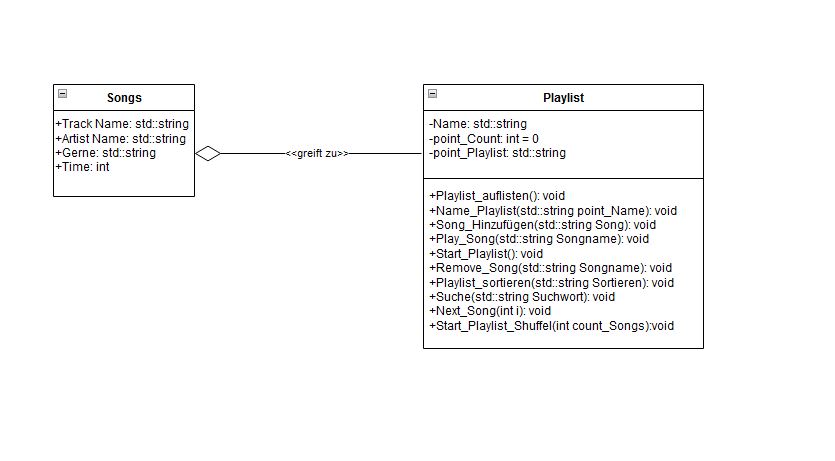 Songs
+Track Name: std::string
+Artist Name: std::string
+Gerne: std::string
+Time: int
<<greift zu>>
Playlist
-Name: std::string
-point_Count: int = 0
-point_Playlist: std::string
+Playlist_auflisten(): void
+Name_Playlist(std::string point_Name): void
+Song_Hinzufügen(std::string Song): void
+Play_Song(std::string Songname): void
+Start_Playlist(): void
+Remove_Song(std::string Songname): void
+Playlist_sortieren(std::string Sortieren): void
+Suche(std::string Suchwort): void
+Next_Song(int i): void
+Start_Playlist_Shuffel(int count_Songs):void